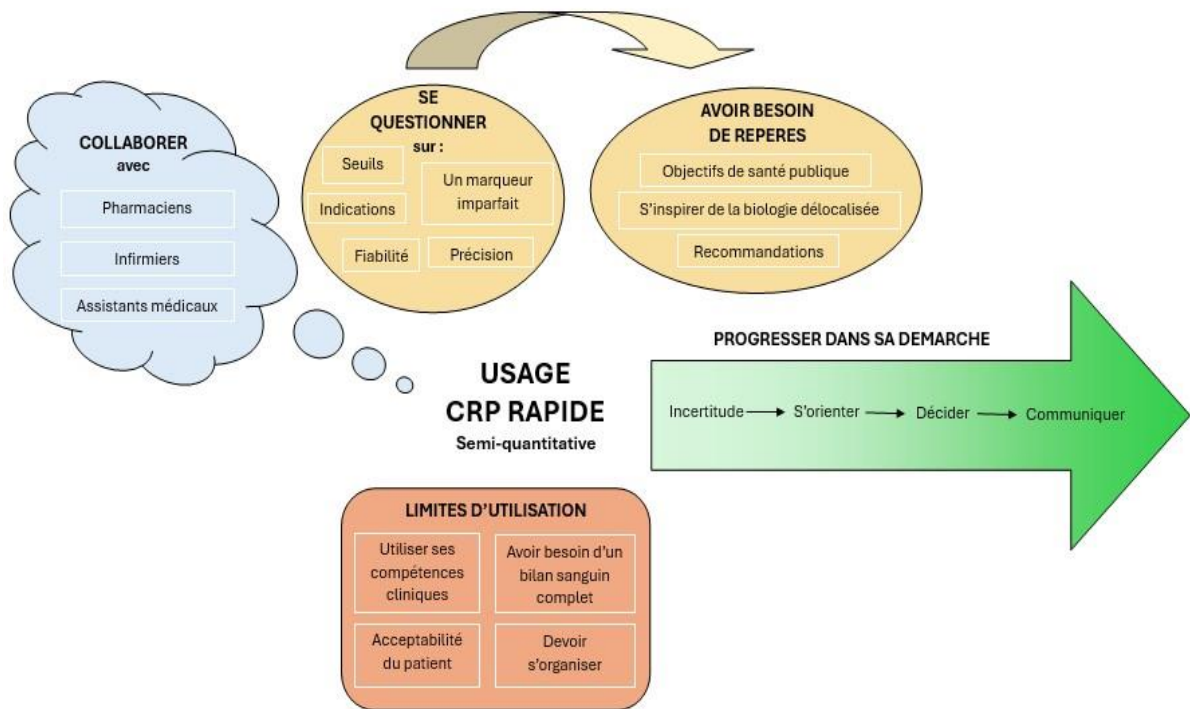 COLLABORER
avec
Pharmaciens
Infirmiers
Assistants médicaux
SE
QUESTIONNER
sur :
Seuils
Un marqueur
imparfait
Indications
Fiabilité
Précision
AVOIR BESOIN
DE REPERES
Objectifs de santé publique
S'inspirer de la biologie délocalisée
Recommandations
USAGE
CRP RAPIDE
Semi-quantitative
PROGRESSER DANS SA DEMARCHE
Incertitude
S'orienter
Décider
Communiquer
LIMITES D'UTILISATION
Utiliser ses
compétences
cliniques
Avoir besoin d'un
bilan sanguin
complet
Acceptabilité
du patient
Devoir
s'organiser